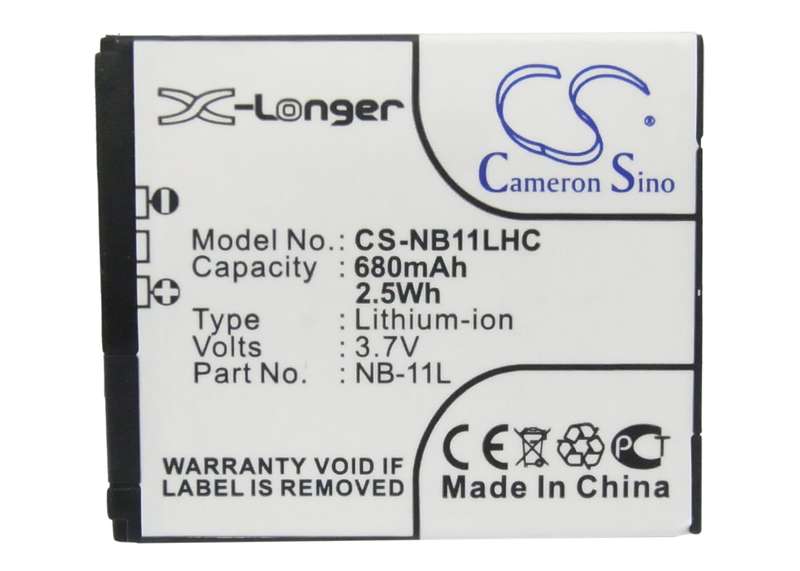 X-Longer
CS
®
Cameron Sino
Model No. : CS-NB11LHC
Capacity : 680mAh
2.5Wh
Type : Lithium-ion
Volts : 3.7V
Part No. : NB-11L
WARRANTY VOID IF
LABEL IS REMOVED
CE PCT
Made in China